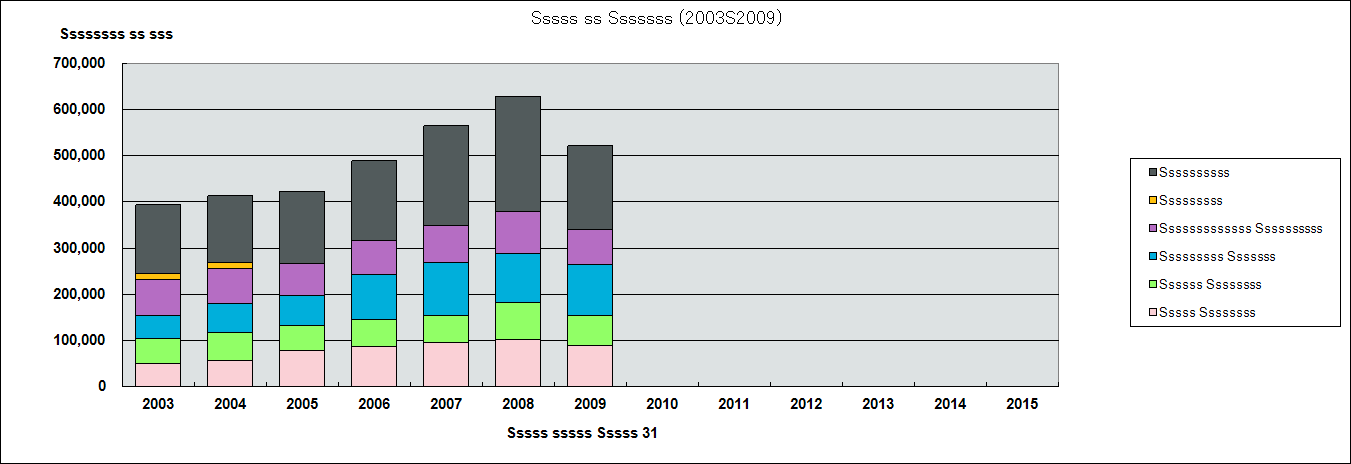 Sssss ss Sssssss (2003S2009)
Ssssssss ss sss
700,000
600,000
500,000
400,000
300,000
200,000
100,000
0
2003 2004 2005 2006 2007 2008 2009 2010 2011 2012 2013 2014 2015
Sssss sssss Sssss 31
Ssssssssss
Sssssssss
Sssssssssssss Ssssssssss
Sssssssss Sssssss
Ssssss Ssssssss
Sssss Ssssssss